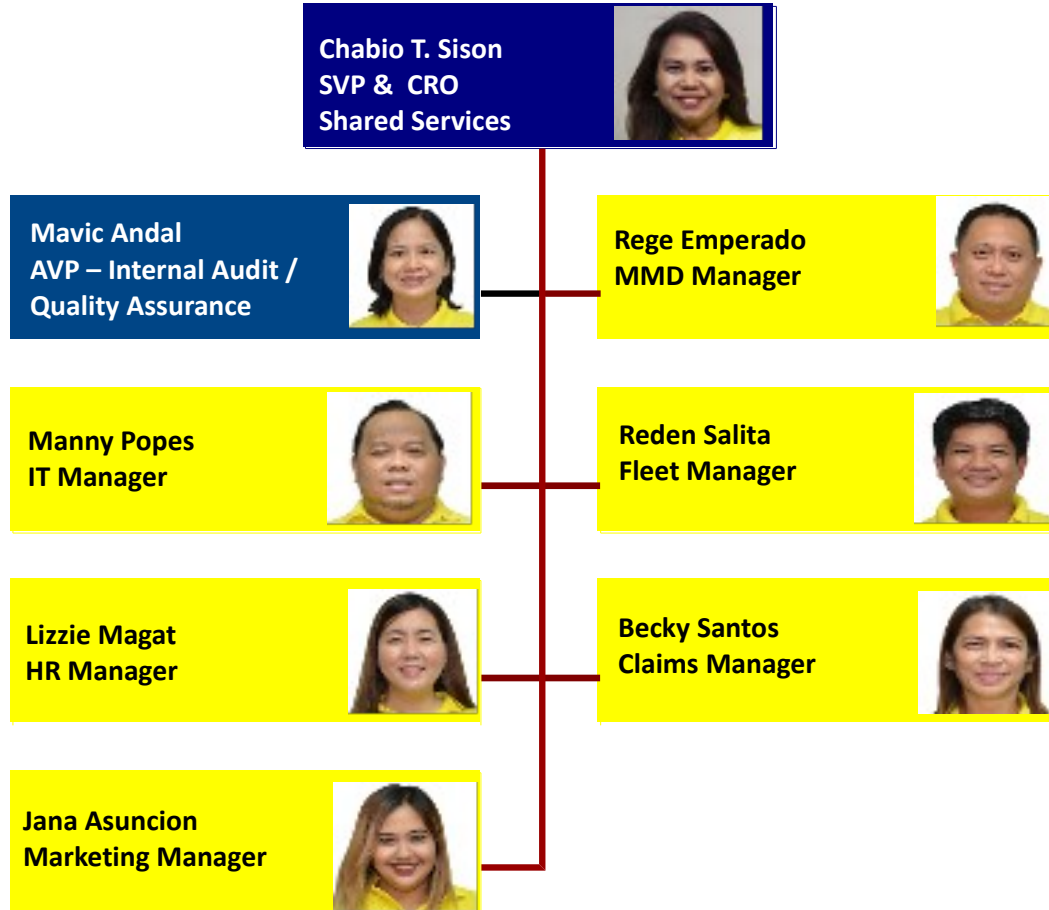 Chabio T. Sison
SVP &  CRO
Shared Services
Mavic Andal
AVP – Internal Audit /
Quality Assurance
Rege Emperado
MMD Manager
Manny Popes
IT Manager
Reden Salita
Fleet Manager
Lizzie Magat
HR Manager
Becky Santos
Claims Manager
Jana Asuncion
Marketing Manager